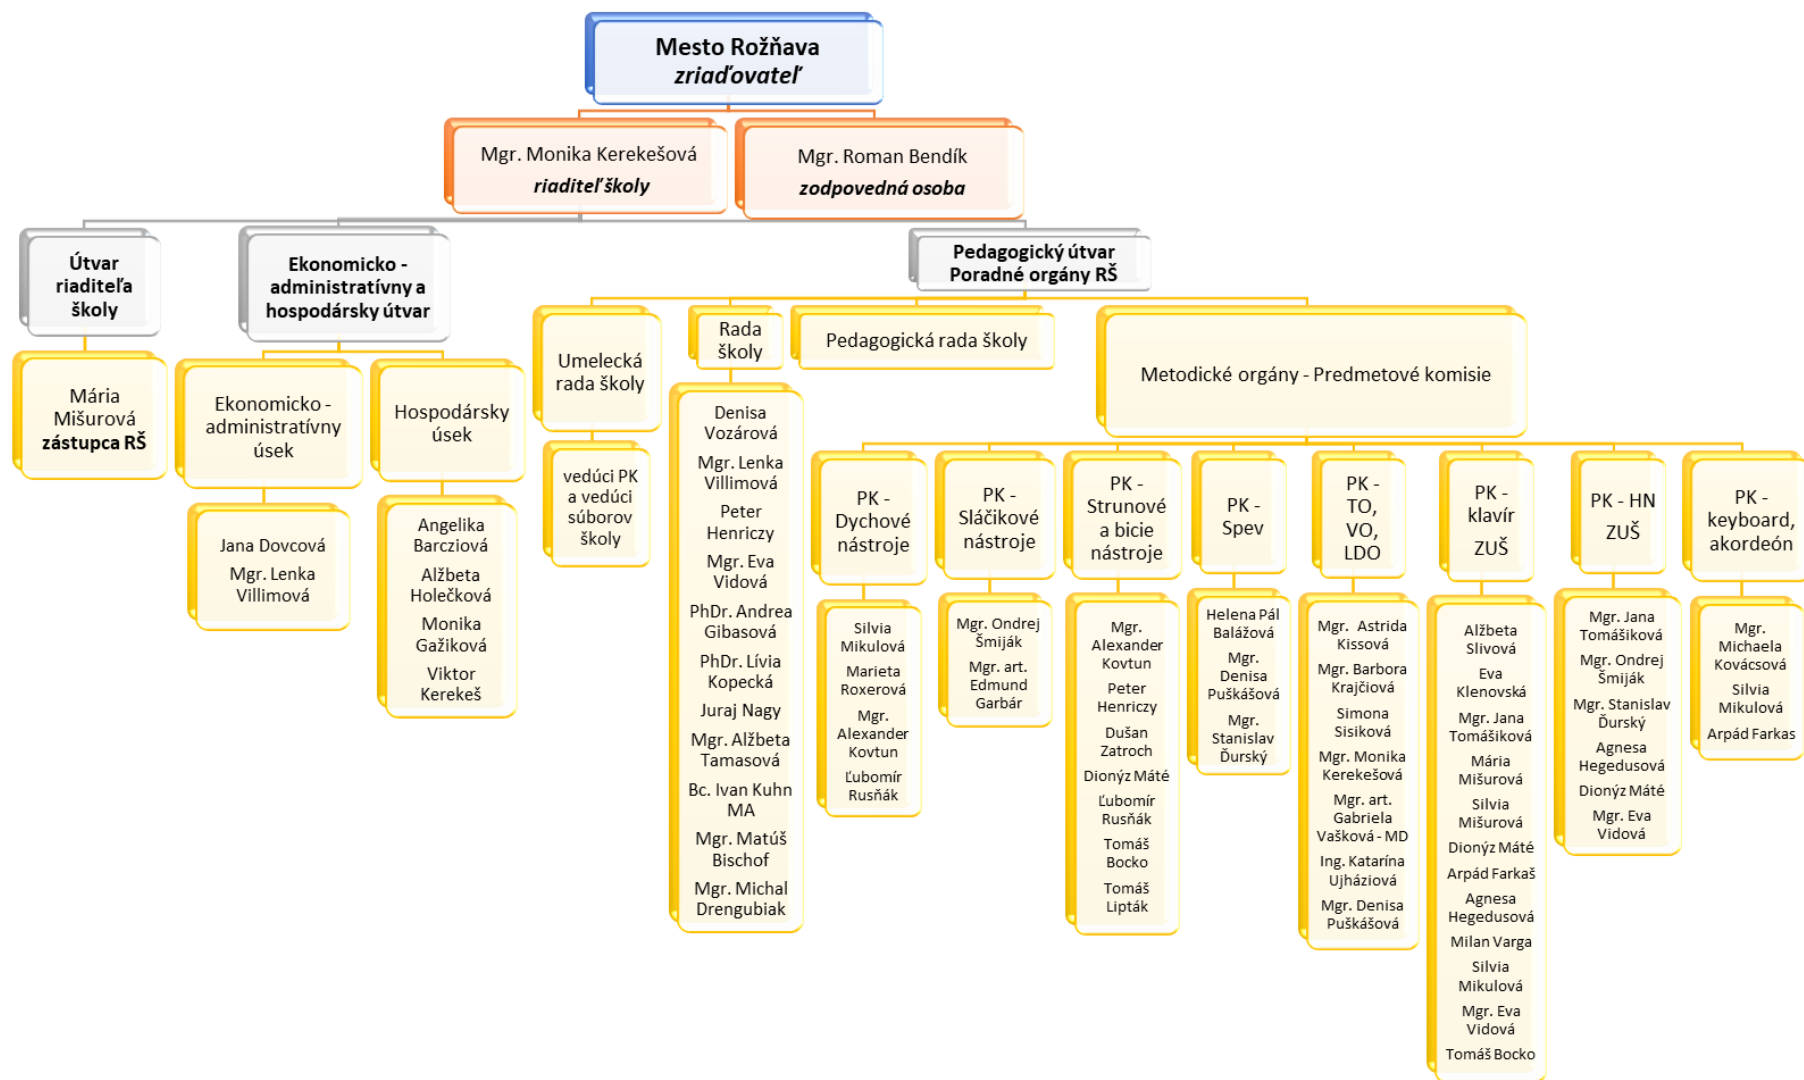 Mesto Rožňava
zriaďovateľ
Mgr. Monika Kerekešová
riaditeľ školy
Mgr. Roman Bendík
zodpovedná osoba
Útvar
riaditeľa
školy
Ekonomicko -
administratívny a
hospodársky útvar
Pedagogický útvar
Poradné orgány RŠ
Mária
Mišurová
zástupca RŠ
Ekonomicko -
administratívny
úsek
Hospodársky
úsek
Umelecká
rada školy
Rada
školy
Pedagogická rada školy
Metodické orgány - Predmetové komisie
Jana Dovcová
Mgr. Lenka
Villimová
Angelika
Barcziová
Alžbeta
Holečková
Monika
Gažiková
Viktor
Kerekeš
vedúci PK
a vedúci
súborov
školy
Denisa
Vozárová
Mgr. Lenka
Villimová
Peter
Henriczy
Mgr. Eva
Vidová
PhDr. Andrea
Gibasová
PhDr. Lívia
Kopecká
Juraj Nagy
Mgr. Alžbeta
Tamasová
Bc. Ivan Kuhn
MA
Mgr. Matúš
Bischof
Mgr. Michal
Drengubiak
PK -
Dychové
nástroje
PK -
Sláčikové
nástroje
PK -
Strunové
a bicie
nástroje
PK -
Spev
PK -
TO,
VO,
LDO
PK -
klavír
ZUŠ
PK - HN
ZUŠ
PK -
keyboard,
akordeón
Silvia
Mikulová
Marieta
Roxerová
Mgr.
Alexander
Kovtun
Ľubomír
Rusňák
Mgr. Ondrej
Šmiják
Mgr. art.
Edmund
Garbár
Mgr.
Alexander
Kovtun
Peter
Henriczy
Dušan
Zatroch
Dionýz Máté
Ľubomír
Rusňák
Tomáš
Bocko
Tomáš
Lipták
Helena Pál
Balážová
Mgr.
Denisa
Puškášová
Mgr.
Stanislav
Ďurský
Mgr. Astrida
Kissová
Mgr. Barbora
Krajčiová
Simona
Sisiková
Mgr. Monika
Kerekešová
Mgr. art.
Gabriela
Vašková - MD
Ing. Katarína
Ujháziová
Mgr. Denisa
Puškášová
Alžbeta
Slivová
Eva
Klenovská
Mgr. Jana
Tomášiková
Mária
Mišurová
Silvia
Mišurová
Dionýz Máté
Arpád Farkaš
Agnesa
Hegedusová
Milan Varga
Silvia
Mikulová
Mgr. Eva
Vidová
Tomáš Bocko
Mgr. Jana
Tomášiková
Mgr. Ondrej
Šmiják
Mgr. Stanislav
Ďurský
Agnesa
Hegedusová
Dionýz Máté
Mgr. Eva
Vidová
Mgr.
Michaela
Kovácsová
Silvia
Mikulová
Arpád Farkas